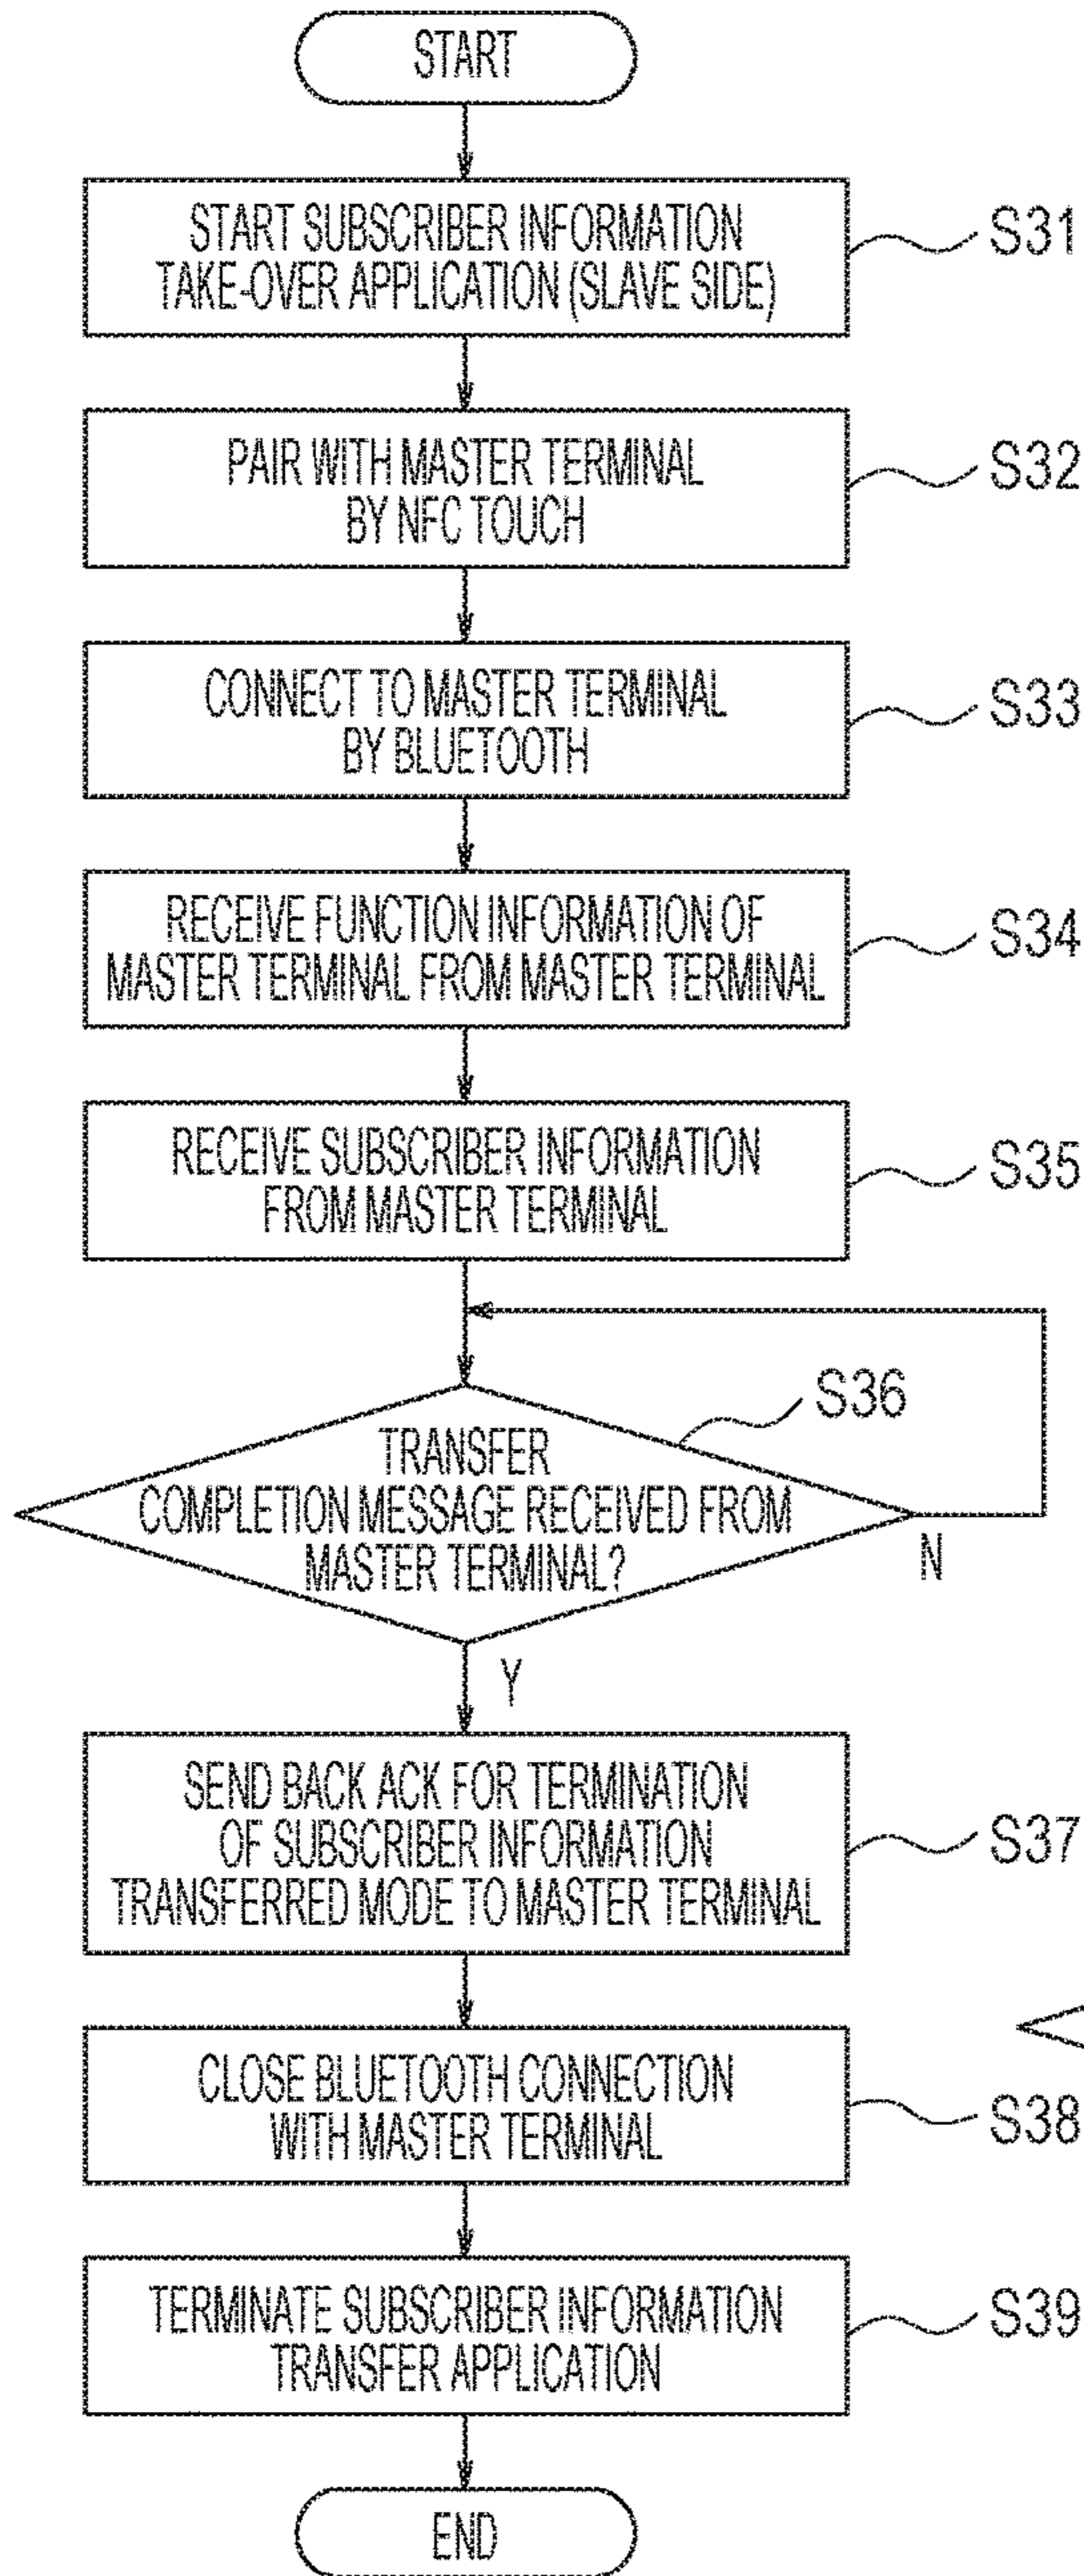 START
START SUBSCRIBER INFORMATION
TAKE-OVER APPLICATION (SLAVE SIDE)
S31
PAIR WITH MASTER TERMINAL
BY NFC TOUCH
S32
CONNECT TO MASTER TERMINAL
BY BLUETOOTH
S33
RECEIVE FUNCTION INFORMATION OF
MASTER TERMINAL FROM MASTER TERMINAL
S34
RECEIVE SUBSCRIBER INFORMATION
FROM MASTER TERMINAL
S35
S36
TRANSFER
COMPLETION MESSAGE RECEIVED FROM
MASTER TERMINAL?
N
Y
SEND BACK ACK FOR TERMINATION
OF SUBSCRIBER INFORMATION
TRANSFERRED MODE TO MASTER TERMINAL
S37
CLOSE BLUETOOTH CONNECTION
WITH MASTER TERMINAL
S38
TERMINATE SUBSCRIBER INFORMATION
TRANSFER APPLICATION
S39
END